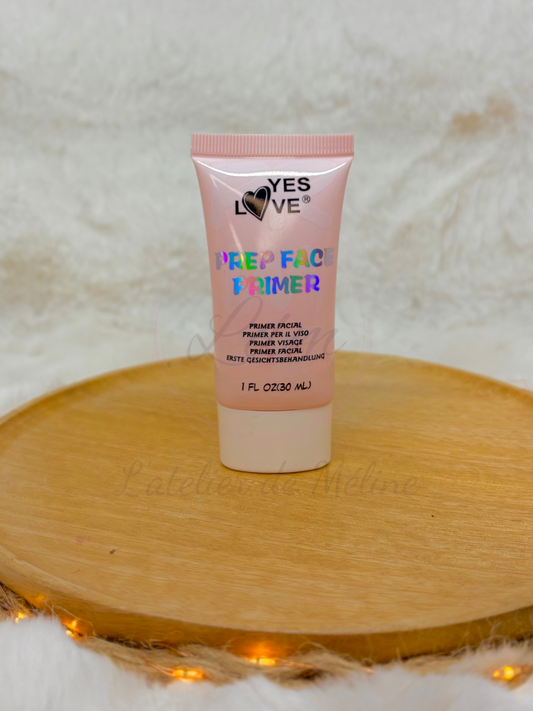 YES
LOVE®
PREP FACE
PRIMER
PRIMER FACIAL
PRIMER PER IL VISO
PRIMER VISAGE
PRIMER FACIAL
ERSTE GESICHTSBEHANDLUNG
1 FL OZ(30 ML)
L'atelier de Méline